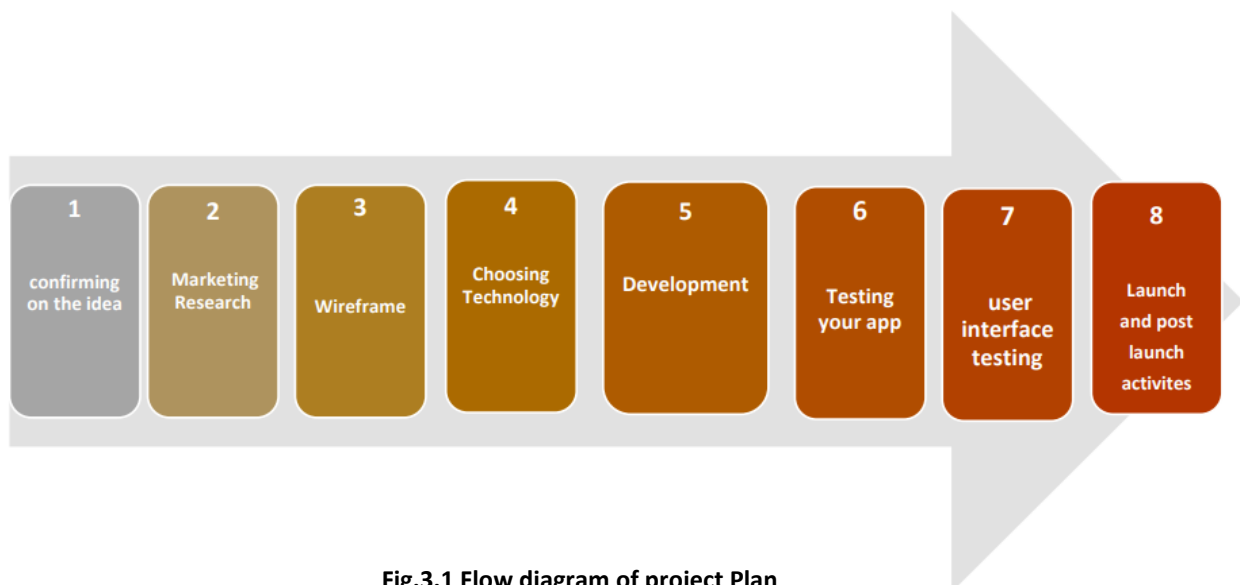 1
confirming
on the idea
2
Marketing
Research
3
Wireframe
4
Choosing
Technology
5
Development
6
Testing
your app
7
user
interface
testing
8
Launch
and post
launch
activites
Fig.3.1 Flow diagram of project Plan